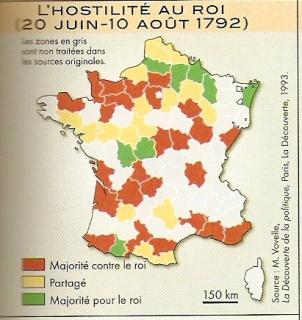 L'HOSTILITÉ AU ROI
(20 JUIN-10 AOÛT 1792)
Les zones en gris
sont non traitées dans
les sources originales.
Majorité contre le roi
Partagé
Majorité pour le roi
150 km
Source : M. Vovelle,
La Découverte de la politique, Paris, La Découverte, 1993.